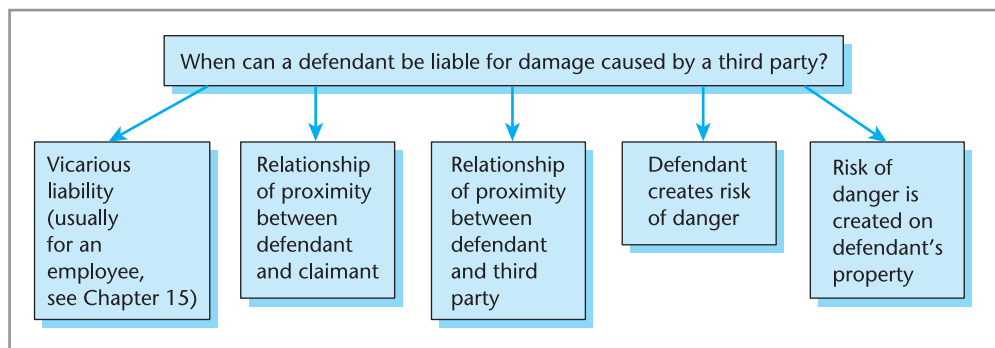 When can a defendant be liable for damage caused by a third party?
Vicarious
liability
(usually
for an
employee,
see Chapter 15)
Relationship
of proximity
between
defendant
and claimant
Relationship
of proximity
between
defendant
and third
party
Defendant
creates risk
of danger
Risk of
danger is
created on
defendant’s
property